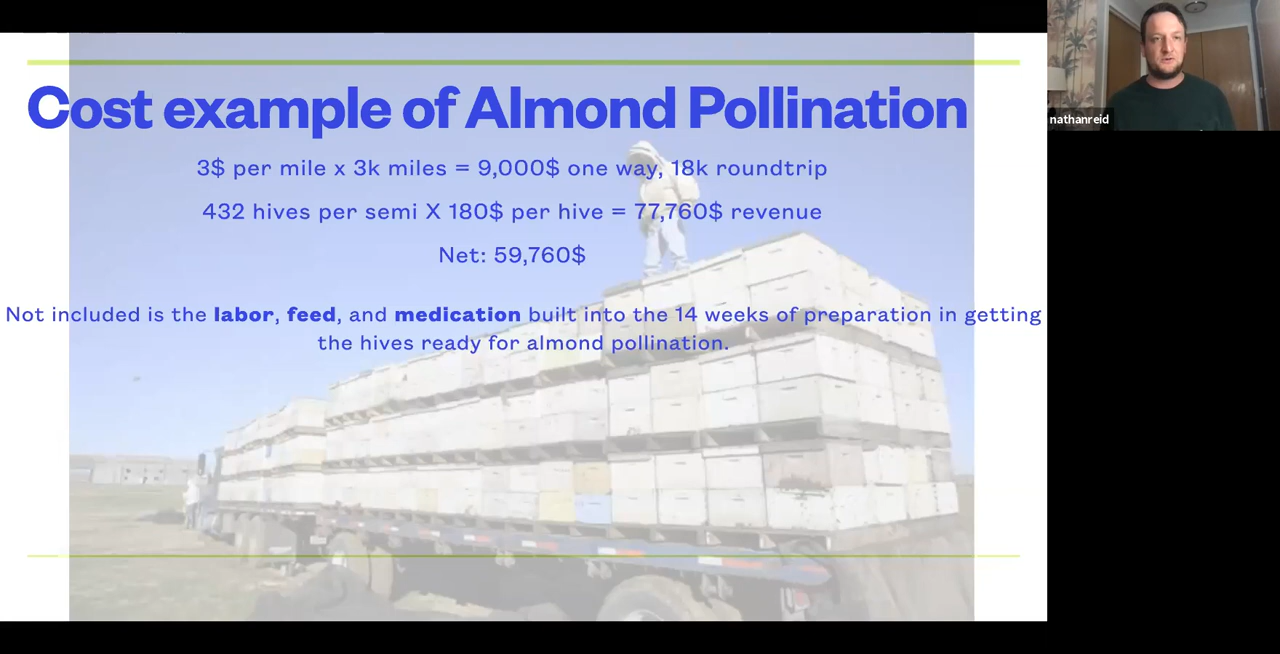 Cost example of Almond Pollination
3$ per mile x 3k miles = 9,000$ one way, 18k roundtrip
432 hives per semi X 180$ per hive = 77,760$ revenue
Net: 59,760$
Not included is the labor, feed, and medication built into the 14 weeks of preparation in getting
the hives ready for almond pollination.
nathanreid